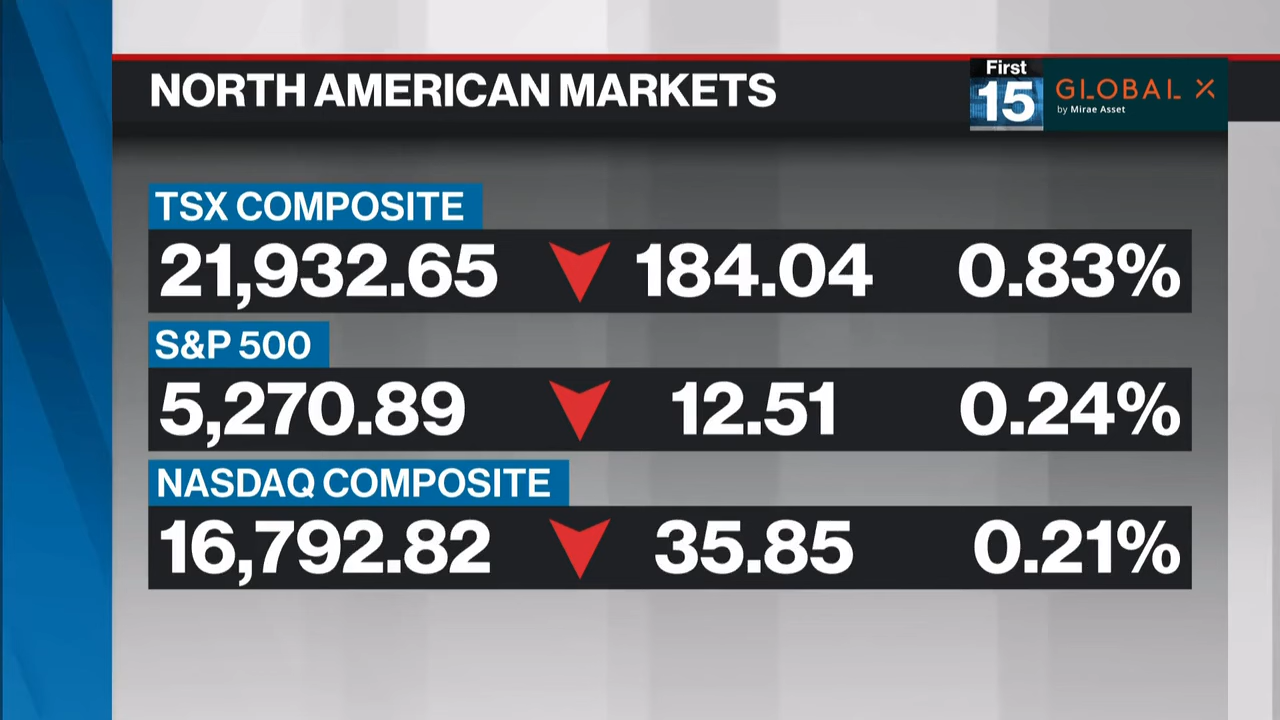 NORTH AMERICAN MARKETS
First
15
GLOBAL X
by Mirae Asset
TSX COMPOSITE
21,932.65 184.04 0.83%
S&P 500
5,270.89 12.51 0.24%
NASDAQ COMPOSITE
16,792.82 35.85 0.21%